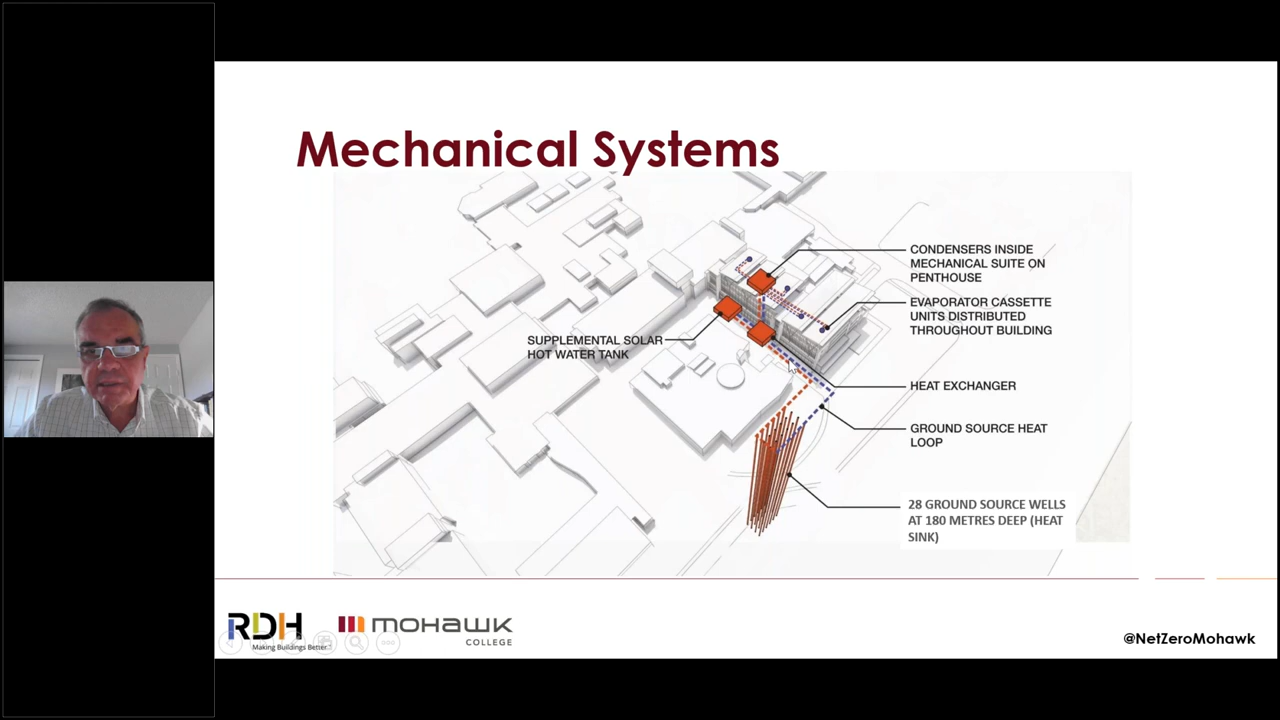 Mechanical Systems
CONDENSERS INSIDE
MECHANICAL SUITE ON
PENTHOUSE
EVAPORATOR CASSETTE
UNITS DISTRIBUTED
THROUGHOUT BUILDING
SUPPLEMENTAL SOLAR
HOT WATER TANK
HEAT EXCHANGER
GROUND SOURCE HEAT
LOOP
28 GROUND SOURCE WELLS
AT 180 METRES DEEP (HEAT
SINK)
RDH
Making Buildings Better
mohawk
COLLEGE
@NetZeroMohawk